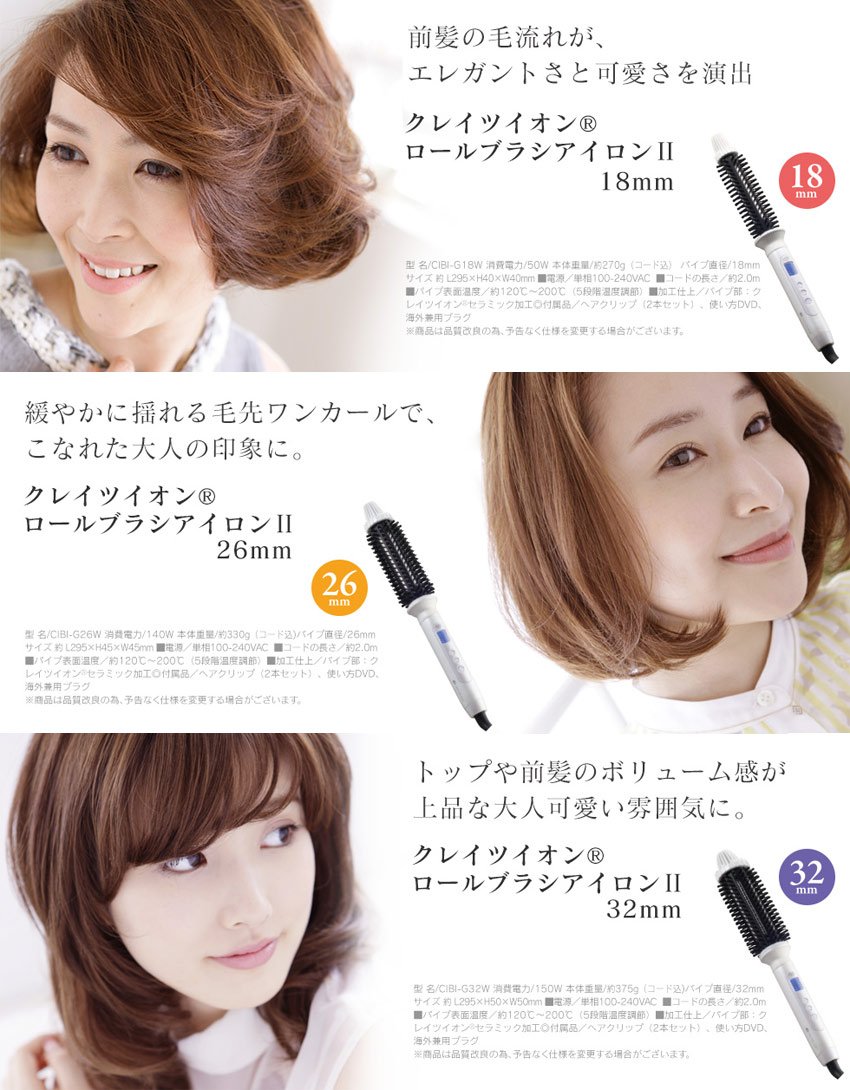 前髪の毛流れが、
エレガントさと可愛さを演出
クレイツイオン®
ロールブラシアイロンⅡ
18mm
18
mm
型 名/CIBI-G18W 消費電力/50W 本体重量/約270g（コード込） パイプ直径/18mm
サイズ 約 L295×H40×W40mm ■電源／単相100-240VAC ■コードの長さ／約2.0m
■パイプ表面温度／約120℃～200℃（5段階温度調節）■加工仕上／パイプ部：ク
レイツイオン®セラミック加工◎付属品／ヘアクリップ（2本セット）、使い方DVD、
海外兼用プラグ
※商品は品質改良の為、予告なく仕様を変更する場合がございます。
緩やかに揺れる毛先ワンカールで、
こなれた大人の印象に。
クレイツイオン®
ロールブラシアイロンⅡ
26mm
26
mm
型 名/CIBI-G26W 消費電力/140W 本体重量/約330g（コード込)パイプ直径/26mm
サイズ 約 L295×H45×W45mm ■電源／単相100-240VAC ■コードの長さ／約2.0m
■パイプ表面温度／約120℃～200℃（5段階温度調節）■加工仕上／パイプ部：ク
レイツイオン®セラミック加工◎付属品／ヘアクリップ（2本セット）、使い方DVD、
海外兼用プラグ
※商品は品質改良の為、予告なく仕様を変更する場合がございます。
トップや前髪のボリューム感が
上品な大人可愛い雰囲気に。
クレイツイオン®
ロールブラシアイロンⅡ
32mm
32
mm
型 名/CIBI-G32W 消費電力/150W 本体重量/約375g（コード込)パイプ直径/32mm
サイズ 約 L295×H50×W50mm ■電源／単相100-240VAC ■コードの長さ／約2.0m
■パイプ表面温度／約120℃～200℃（5段階温度調節）■加工仕上／パイプ部：ク
レイツイオン®セラミック加工◎付属品／ヘアクリップ（2本セット）、使い方DVD、
海外兼用プラグ
※商品は品質改良の為、予告なく仕様を変更する場合がございます。